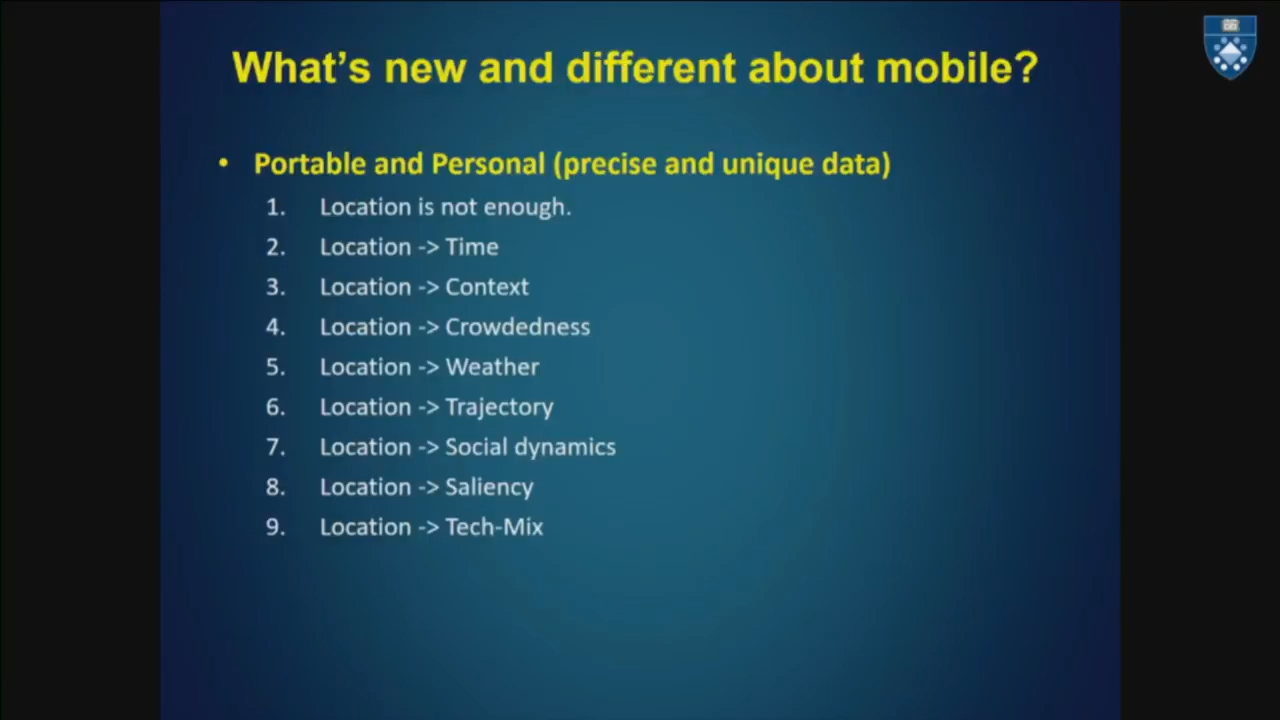 What's new and different about mobile?
• Portable and Personal (precise and unique data)
1. Location is not enough.
2. Location -> Time
3. Location -> Context
4. Location -> Crowdedness
5. Location -> Weather
6. Location -> Trajectory
7. Location -> Social dynamics
8. Location -> Saliency
9. Location -> Tech-Mix